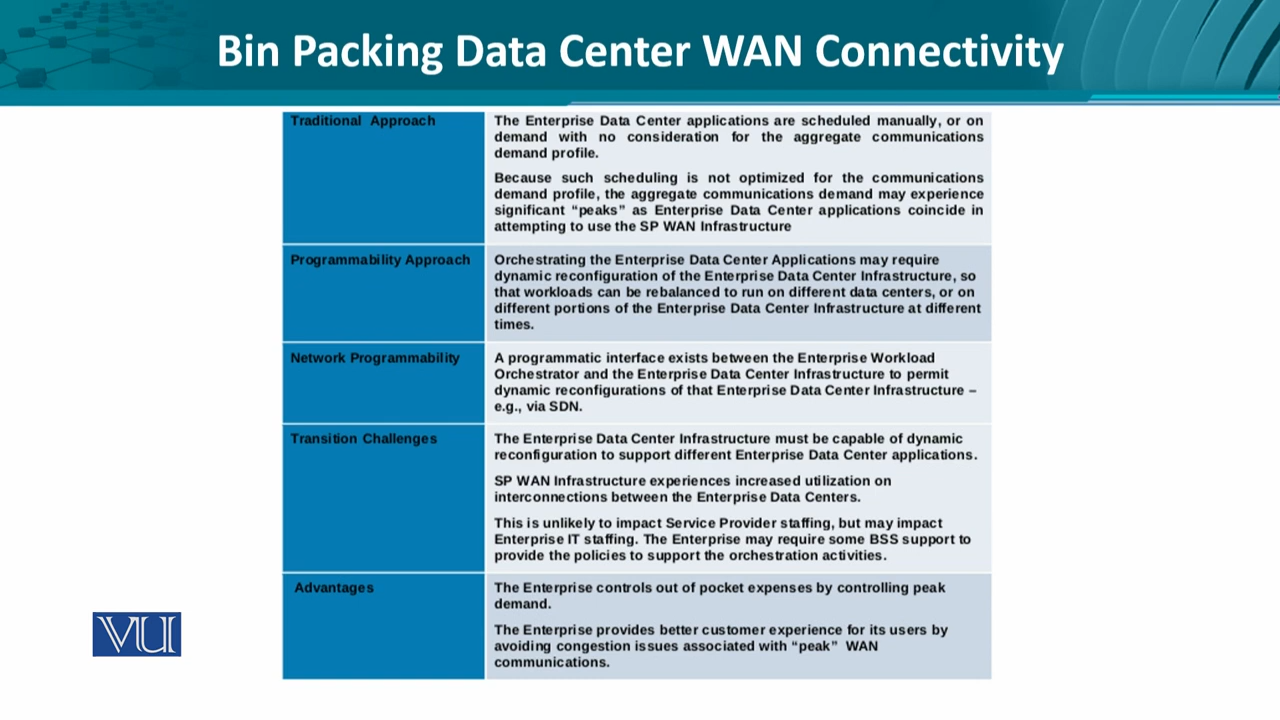 Bin Packing Data Center WAN Connectivity
Traditional Approach
The Enterprise Data Center applications are scheduled manually, or on
demand with no consideration for the aggregate communications
demand profile.
Because such scheduling is not optimized for the communications
demand profile, the aggregate communications demand may experience
significant “peaks” as Enterprise Data Center applications coincide in
attempting to use the SP WAN Infrastructure
Programmability Approach
Orchestrating the Enterprise Data Center Applications may require
dynamic reconfiguration of the Enterprise Data Center Infrastructure, so
that workloads can be rebalanced to run on different data centers, or on
different portions of the Enterprise Data Center Infrastructure at different
times.
Network Programmability
A programmatic interface exists between the Enterprise Workload
Orchestrator and the Enterprise Data Center Infrastructure to permit
dynamic reconfigurations of that Enterprise Data Center Infrastructure –
e.g., via SDN.
Transition Challenges
The Enterprise Data Center Infrastructure must be capable of dynamic
reconfiguration to support different Enterprise Data Center applications.
SP WAN Infrastructure experiences increased utilization on
interconnections between the Enterprise Data Centers.
This is unlikely to impact Service Provider staffing, but may impact
Enterprise IT staffing. The Enterprise may require some BSS support to
provide the policies to support the orchestration activities.
Advantages
The Enterprise controls out of pocket expenses by controlling peak
demand.
The Enterprise provides better customer experience for its users by
avoiding congestion issues associated with “peak” WAN
communications.
VU